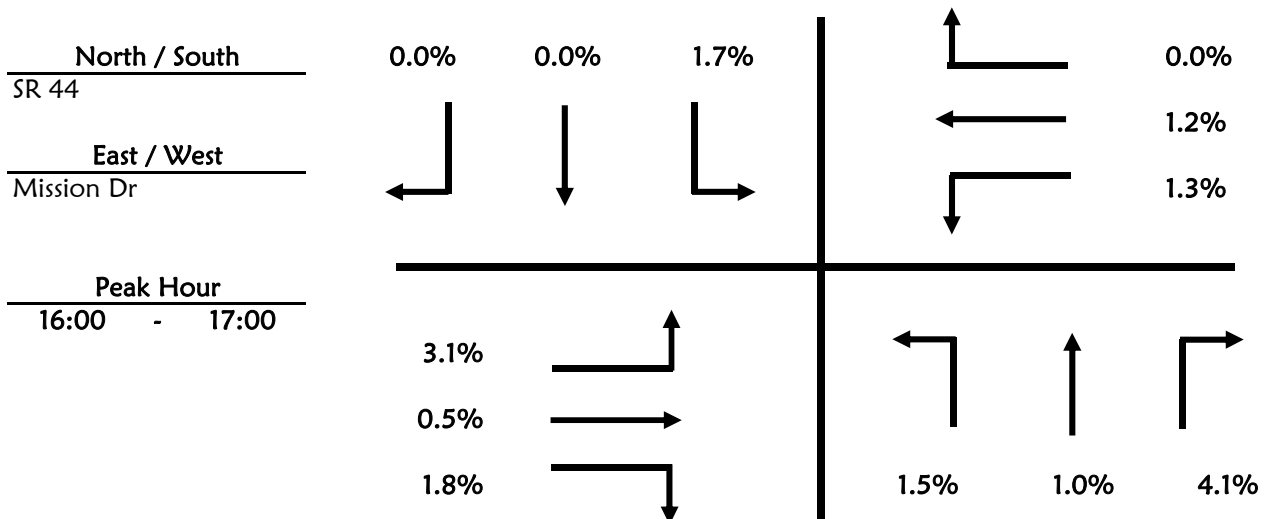 North / South
SR 44
East / West
Mission Dr
Peak Hour
16:00 - 17:00
0.0% 0.0% 1.7%
0.0%
1.2%
1.3%
3.1%
0.5%
1.8%
1.5% 1.0% 4.1%